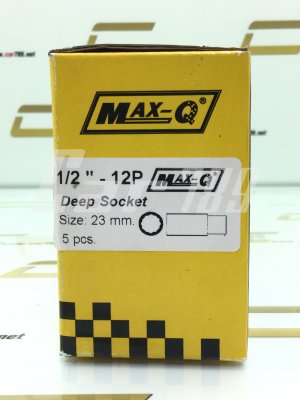 MAX-Q®
1/2 " - 12P MAX-Q®
Deep Socket
Size: 23 mm.
5 pcs.